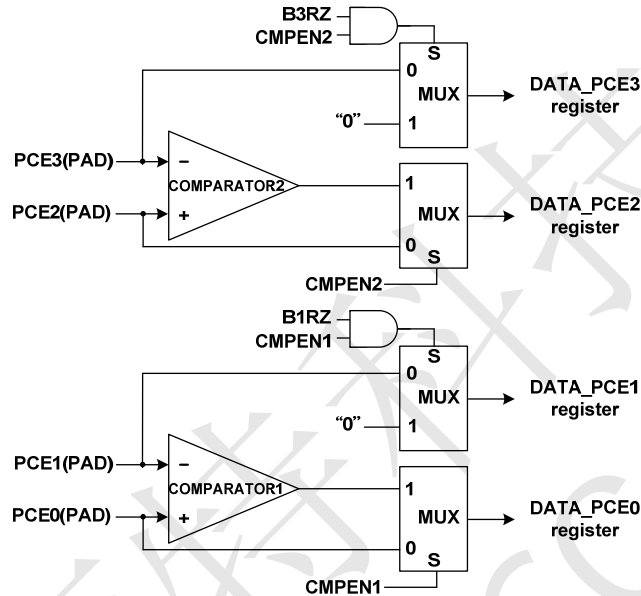 B3RZ
CMPEN2
S
0
MUX
"0"
1
DATA_PCE3
register
PCE3(PAD)
−
COMPARATOR2
PCE2(PAD)
+
1
MUX
0
S
DATA_PCE2
register
CMPEN2
B1RZ
CMPEN1
S
0
MUX
"0"
1
DATA_PCE1
register
PCE1(PAD)
−
COMPARATOR1
PCE0(PAD)
+
1
MUX
0
S
DATA_PCE0
register
CMPEN1